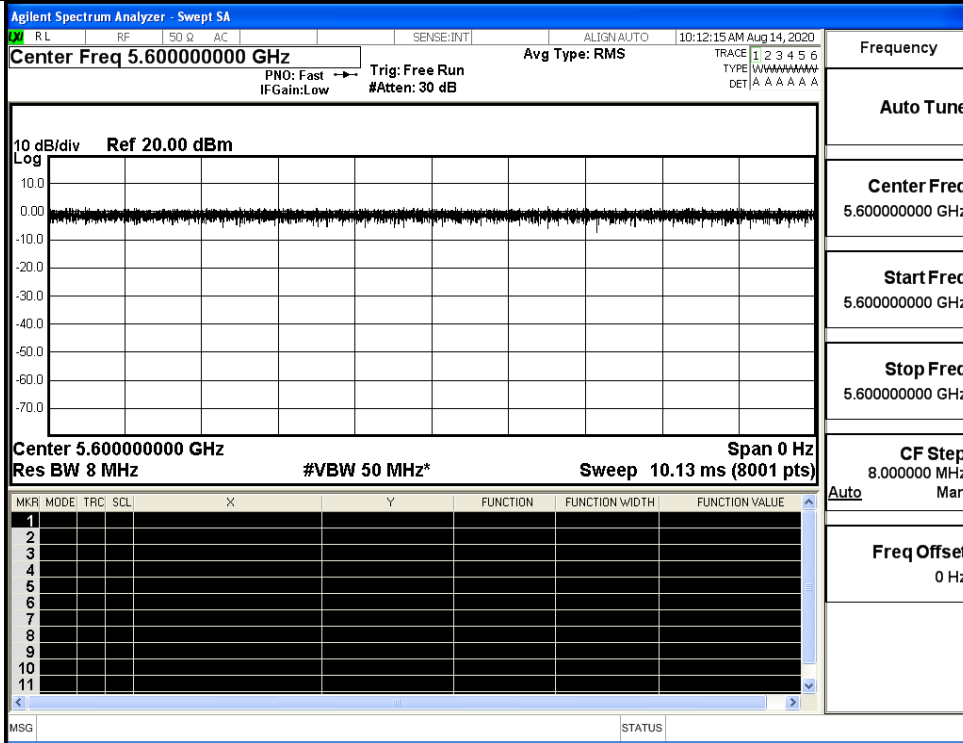 Agilent Spectrum Analyzer - Swept SA
LXI RL RF 50 Ω AC SENSE:INT ALIGN AUTO 10:12:15 AM Aug 14, 2020
Center Freq 5.600000000 GHz
Avg Type: RMS
TRACE 1 2 3 4 5 6
TYPE WWWWWW
DET A A A A A A
PNO: Fast
IFGain:Low
Trig: Free Run
#Atten: 30 dB
10 dB/div Ref 20.00 dBm
Log
10.0
0.00
-10.0
-20.0
-30.0
-40.0
-50.0
-60.0
-70.0
Center 5.600000000 GHz Span 0 Hz
Res BW 8 MHz #VBW 50 MHz* Sweep 10.13 ms (8001 pts)
MKR MODE TRC SCL X Y FUNCTION FUNCTION WIDTH FUNCTION VALUE
1
2
3
4
5
6
7
8
9
10
11
MSG STATUS
Frequency
Auto Tune
Center Freq
5.600000000 GHz
Start Freq
5.600000000 GHz
Stop Freq
5.600000000 GHz
CF Step
8.000000 MHz
Auto Man
Freq Offset
0 Hz